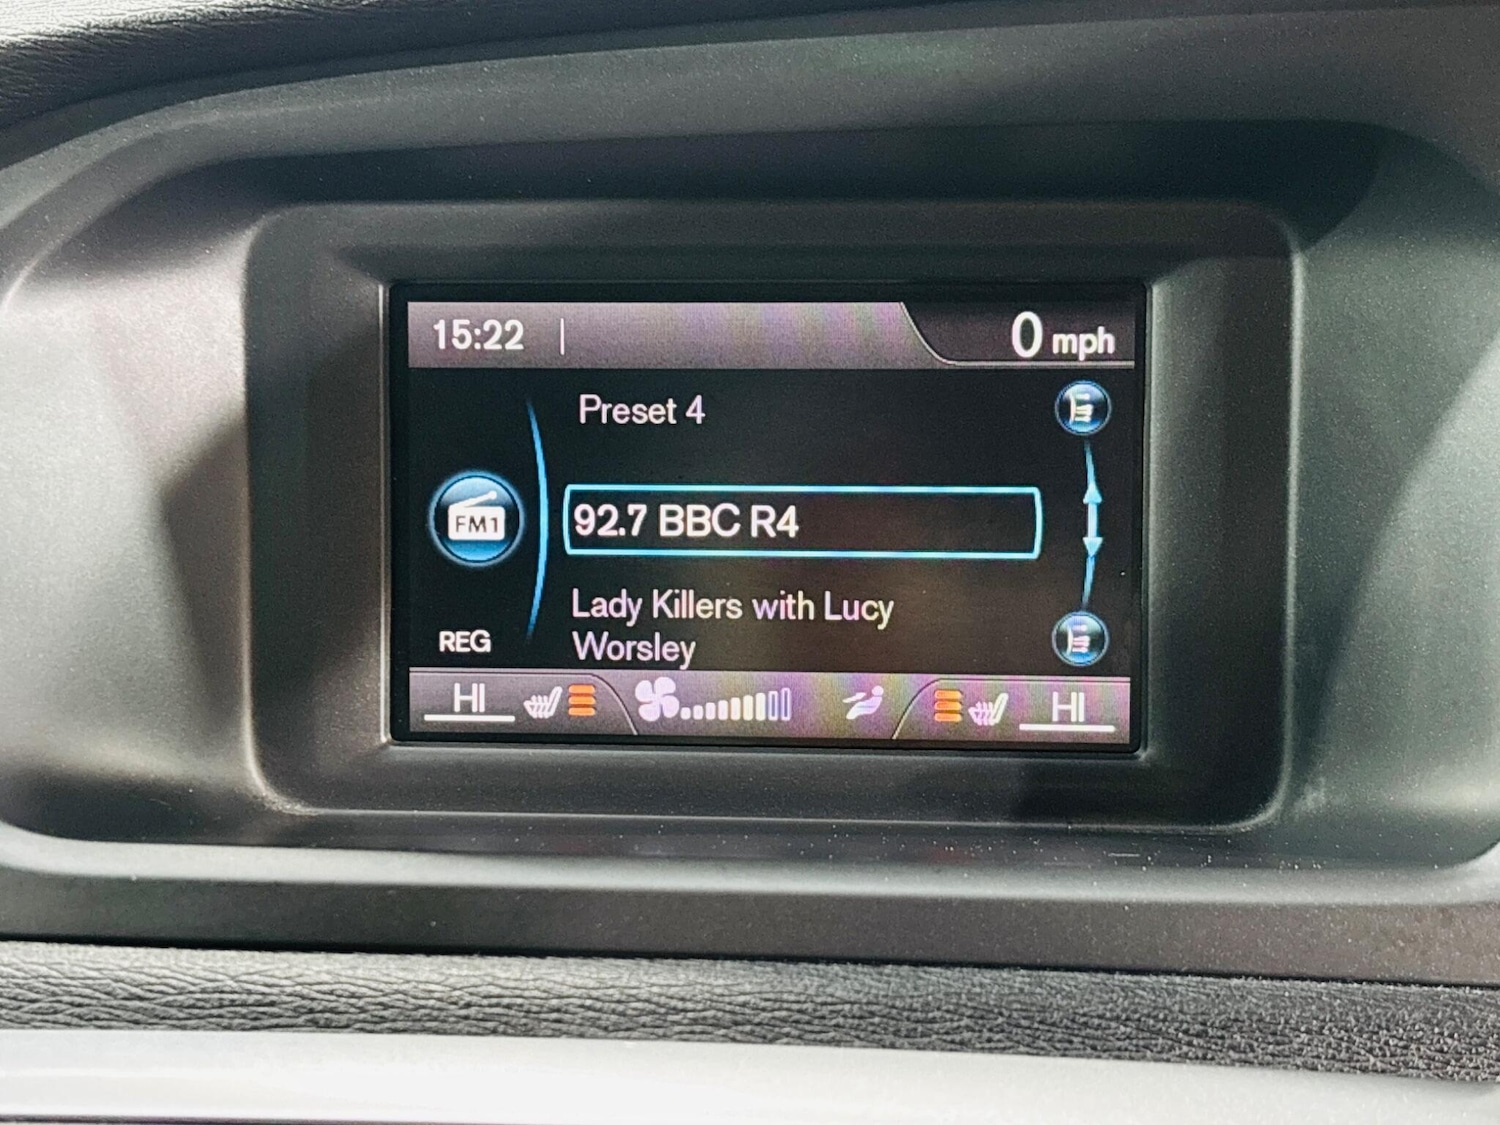 15:22
0 mph
Preset 4
FM1
92.7 BBC R4
Lady Killers with Lucy
Worsley
REG
HI
HI